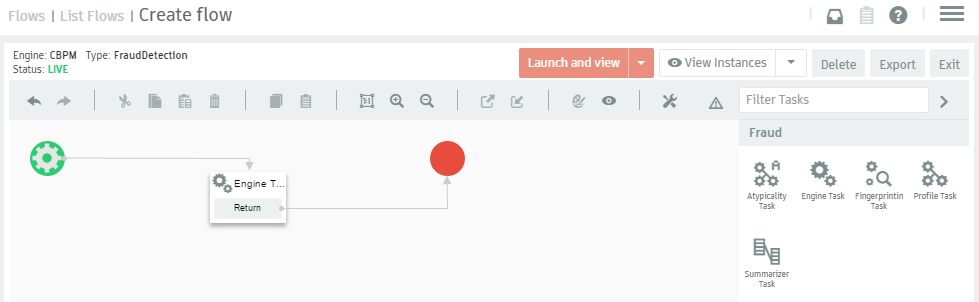 Flows | List Flows | Create flow
Engine: CBPM Type: FraudDetection
Status: LIVE
Launch and view
View Instances
Delete
Export
Exit
Filter Tasks
Fraud
Engine T...
Return
Atypicality
Task
Engine Task
Fingerprintin
Task
Profile Task
Summarizer
Task